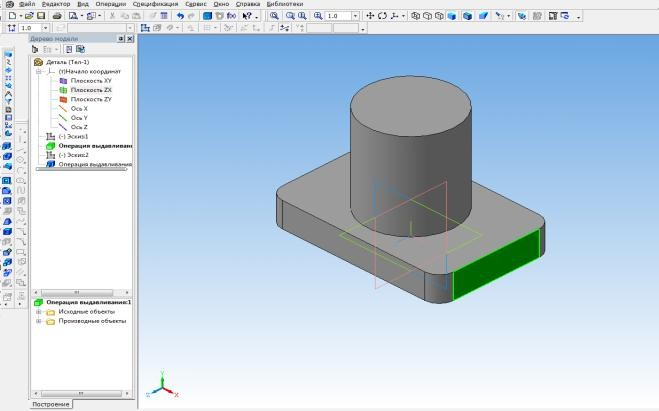 Файл Редактор Вид Операции Спецификация Сервис Окно Справка Библиотеки
1.0
1.0
Дерево модели
Деталь (Тел-1)
(т)Начало координат
Плоскость XY
Плоскость ZX
Плоскость ZY
Ось X
Ось Y
Ось Z
(-) Эскиз:1
Операция выдавливани
(-) Эскиз:2
Операция выдавливания
Операция выдавливания:1
Исходные объекты
Производные объекты
Построение
Y
Z X